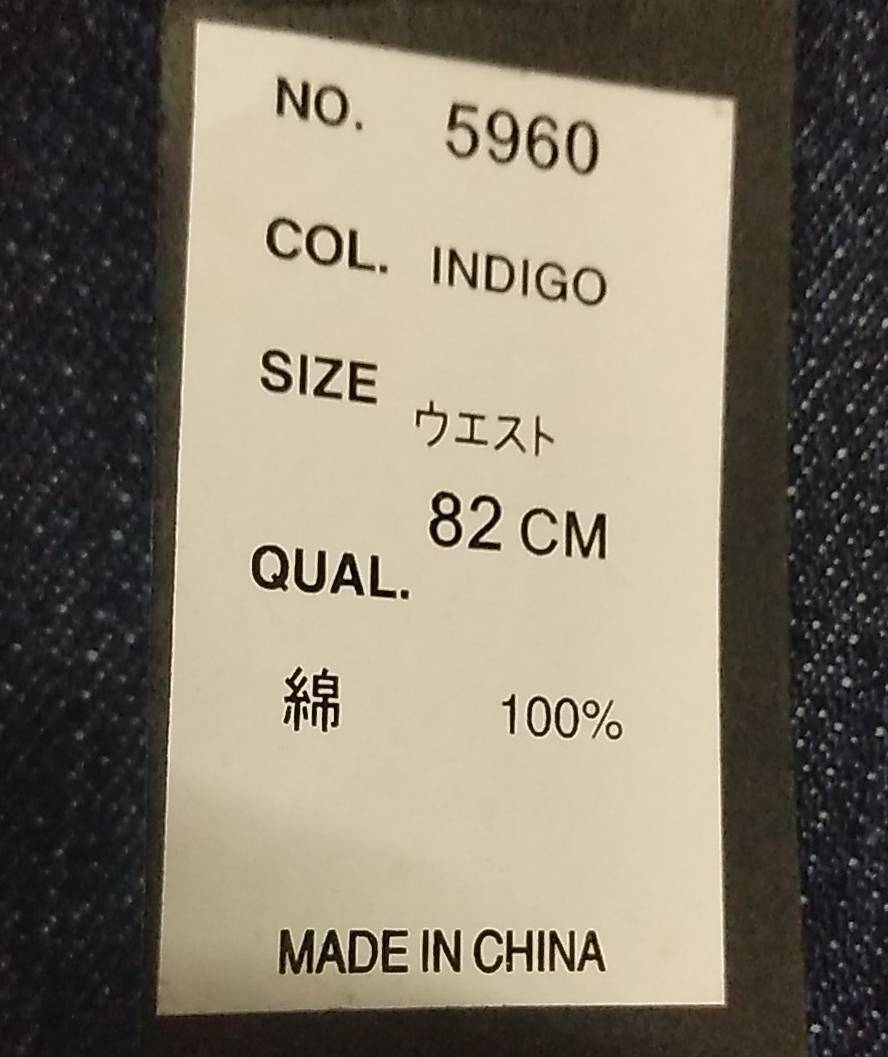 NO. 5960
COL. INDIGO
SIZE
ウエスト
82 CM
QUAL.
綿 100%
MADE IN CHINA